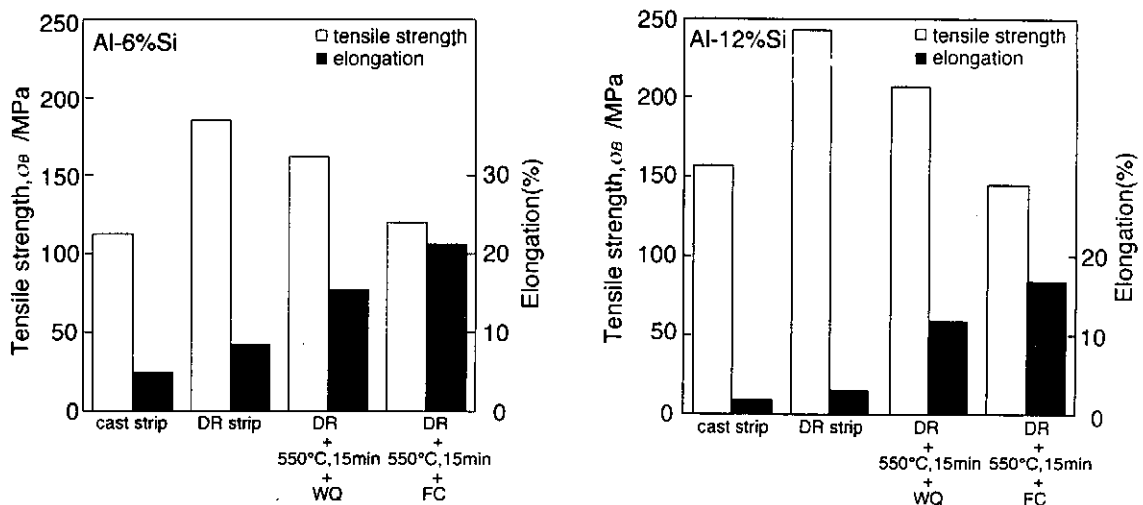 Al-6%Si
□ tensile strength
■ elongation
Tensile strength,σB /MPa
250
200
150
100
50
0
Elongation(%)
30
20
10
0
cast strip
DR strip
DR
+
550°C,15min
+
WQ
DR
+
550°C,15min
+
FC
Al-12%Si
□ tensile strength
■ elongation
Tensile strength,σB /MPa
250
200
150
100
50
0
Elongation(%)
20
10
0
cast strip
DR strip
DR
+
550°C,15min
+
WQ
DR
+
550°C,15min
+
FC